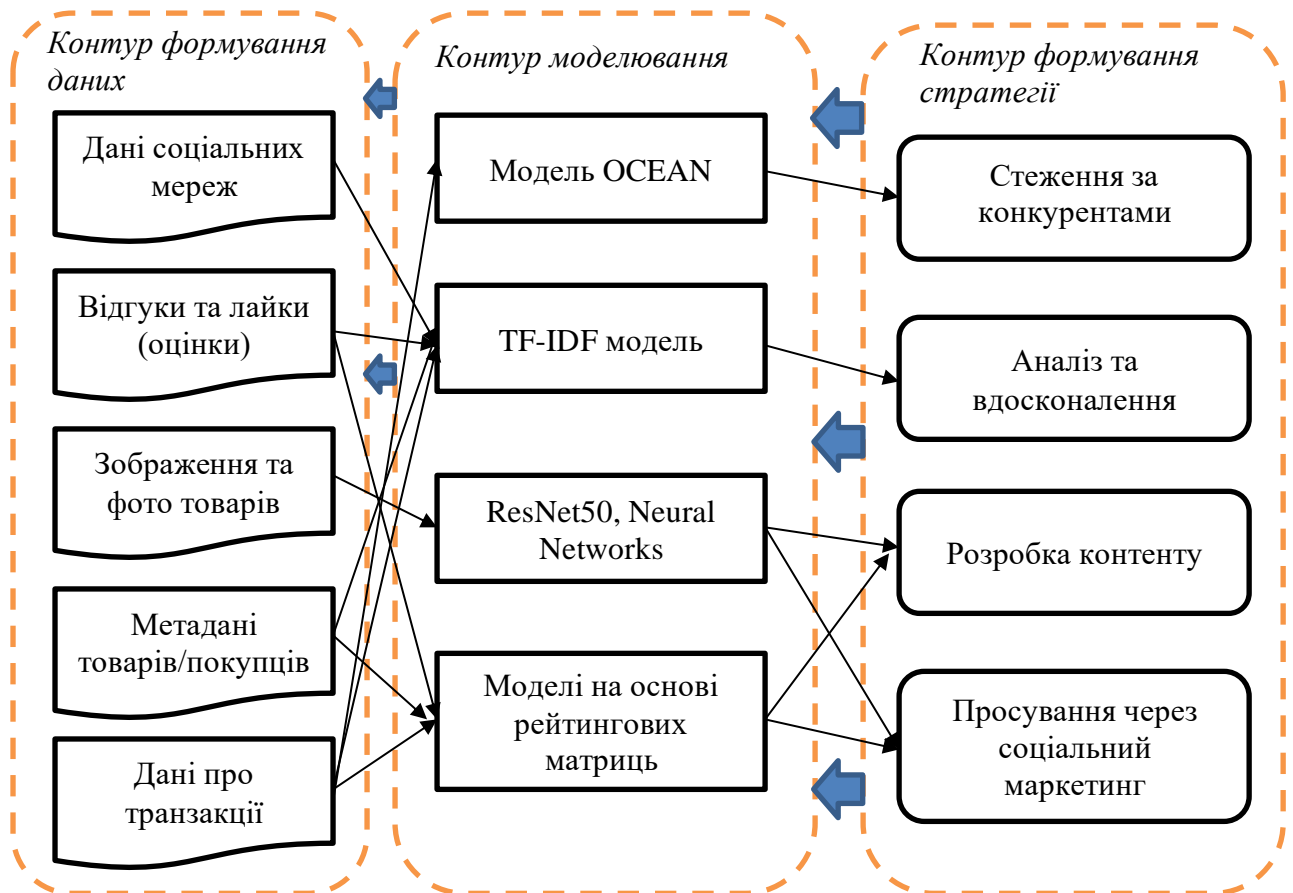 Контур формування
даних
Дані соціальних
мереж
Відгуки та лайки
(оцінки)
Зображення та
фото товарів
Метадані
товарів/покупців
Дані про
транзакції
Контур моделювання
Модель OCEAN
TF-IDF модель
ResNet50, Neural
Networks
Моделі на основі
рейтингових
матриць
Контур формування
стратегії
Стеження за
конкурентами
Аналіз та
вдосконалення
Розробка контенту
Просування через
соціальний
маркетинг